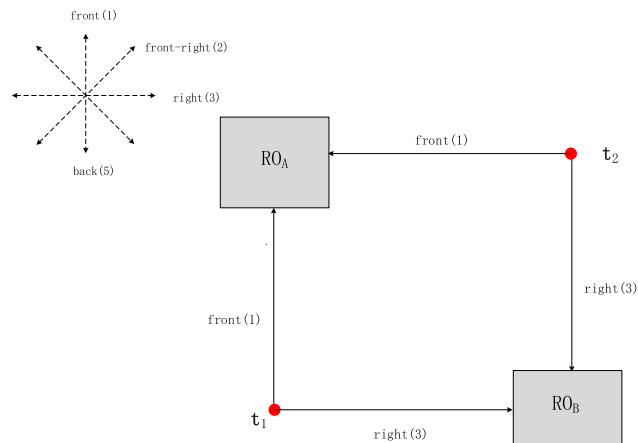 front(1)
front-right(2)
right(3)
back(5)
front(1)
RO_A
t_2
right(3)
front(1)
RO_B
t_1
right(3)